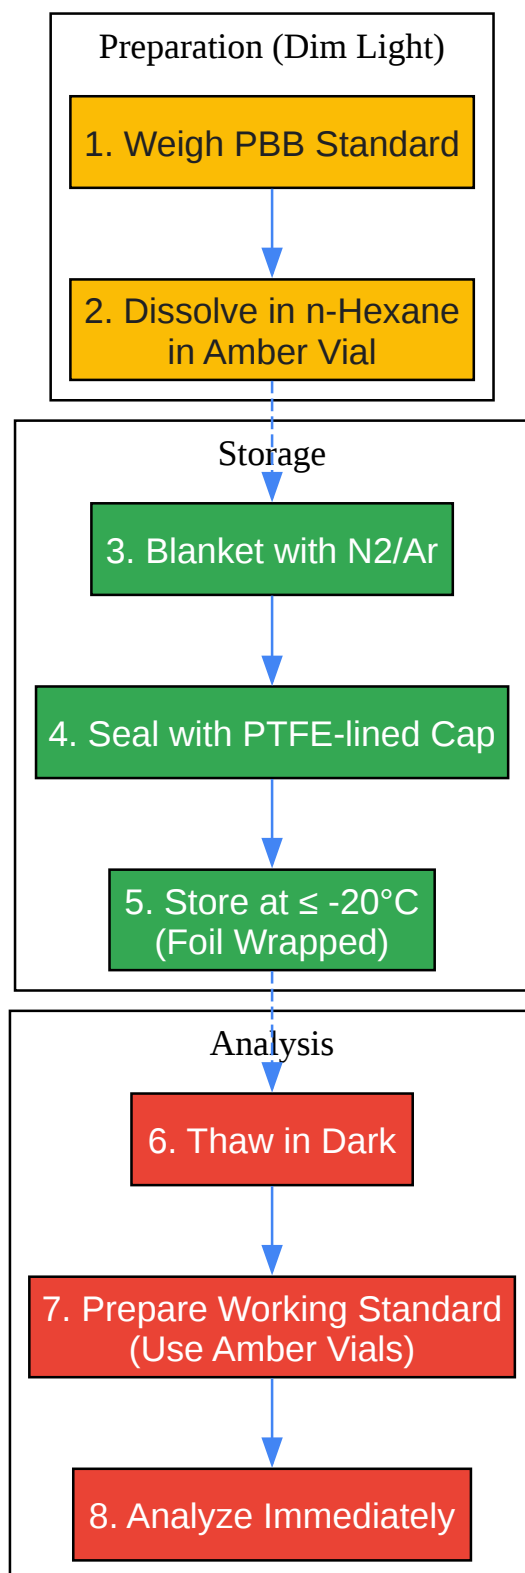 Preparation (Dim Light)
1. Weigh PBB Standard
2. Dissolve in n-Hexane
in Amber Vial
Storage
3. Blanket with N2/Ar
4. Seal with PTFE-lined Cap
5. Store at ≤ -20°C
(Foil Wrapped)
Analysis
6. Thaw in Dark
7. Prepare Working Standard
(Use Amber Vials)
8. Analyze Immediately